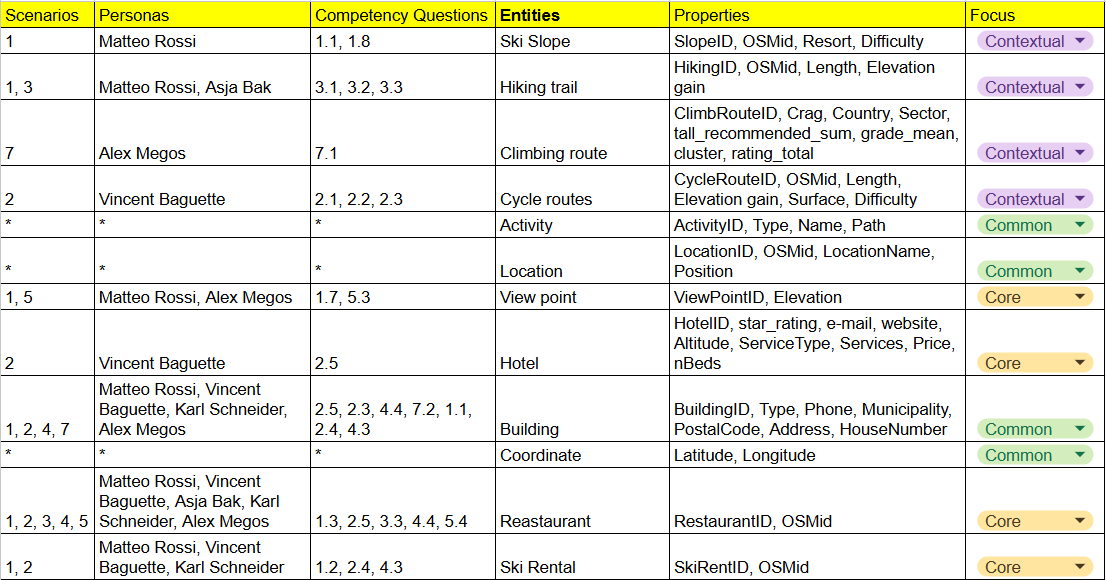 Scenarios Personas Competency Questions Entities Properties Focus
1 Matteo Rossi 1.1, 1.8 Ski Slope SlopeID, OSMid, Resort, Difficulty Contextual
1, 3 Matteo Rossi, Asja Bak 3.1, 3.2, 3.3 Hiking trail HikingID, OSMid, Length, Elevation
gain Contextual
7 Alex Megos 7.1 Climbing route ClimbRouteID, Crag, Country, Sector,
tall_recommended_sum, grade_mean,
cluster, rating_total Contextual
2 Vincent Baguette 2.1, 2.2, 2.3 Cycle routes CycleRouteID, OSMid, Length,
Elevation gain, Surface, Difficulty Contextual
* * * Activity ActivityID, Type, Name, Path Common
* * * Location LocationID, OSMid, LocationName,
Position Common
1, 5 Matteo Rossi, Alex Megos 1.7, 5.3 View point ViewPointID, Elevation Core
2 Vincent Baguette 2.5 Hotel HotelID, star_rating, e-mail, website,
Altitude, ServiceType, Services, Price,
nBeds Core
1, 2, 4, 7 Matteo Rossi, Vincent
Baguette, Karl Schneider,
Alex Megos 2.5, 2.3, 4.4, 7.2, 1.1,
2.4, 4.3 Building BuildingID, Type, Phone, Municipality,
PostalCode, Address, HouseNumber Common
* * * Coordinate Latitude, Longitude Common
1, 2, 3, 4, 5 Matteo Rossi, Vincent
Baguette, Asja Bak, Karl
Schneider, Alex Megos 1.3, 2.5, 3.3, 4.4, 5.4 Reastaurant RestaurantID, OSMid Core
1, 2 Matteo Rossi, Vincent
Baguette, Karl Schneider 1.2, 2.4, 4.3 Ski Rental SkiRentID, OSMid Core